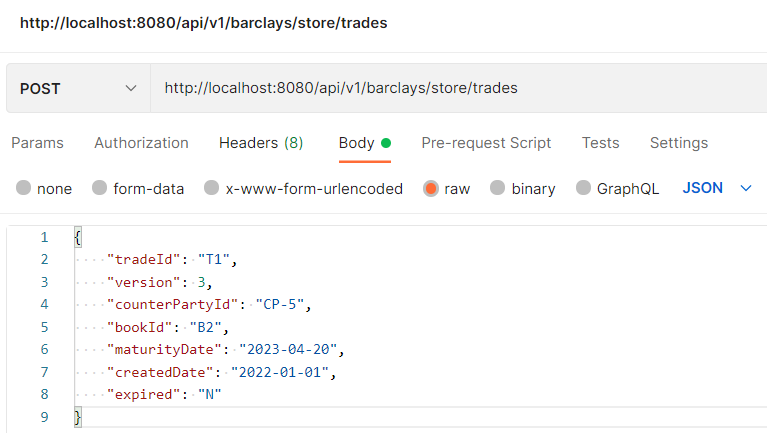 http://localhost:8080/api/v1/barclays/store/trades
POST http://localhost:8080/api/v1/barclays/store/trades
Params Authorization Headers (8) Body Pre-request Script Tests Settings
none form-data x-www-form-urlencoded raw binary GraphQL JSON
1 {
2 "tradeId": "T1",
3 "version": 3,
4 "counterPartyId": "CP-5",
5 "bookId": "B2",
6 "maturityDate": "2023-04-20",
7 "createdDate": "2022-01-01",
8 "expired": "N"
9 }